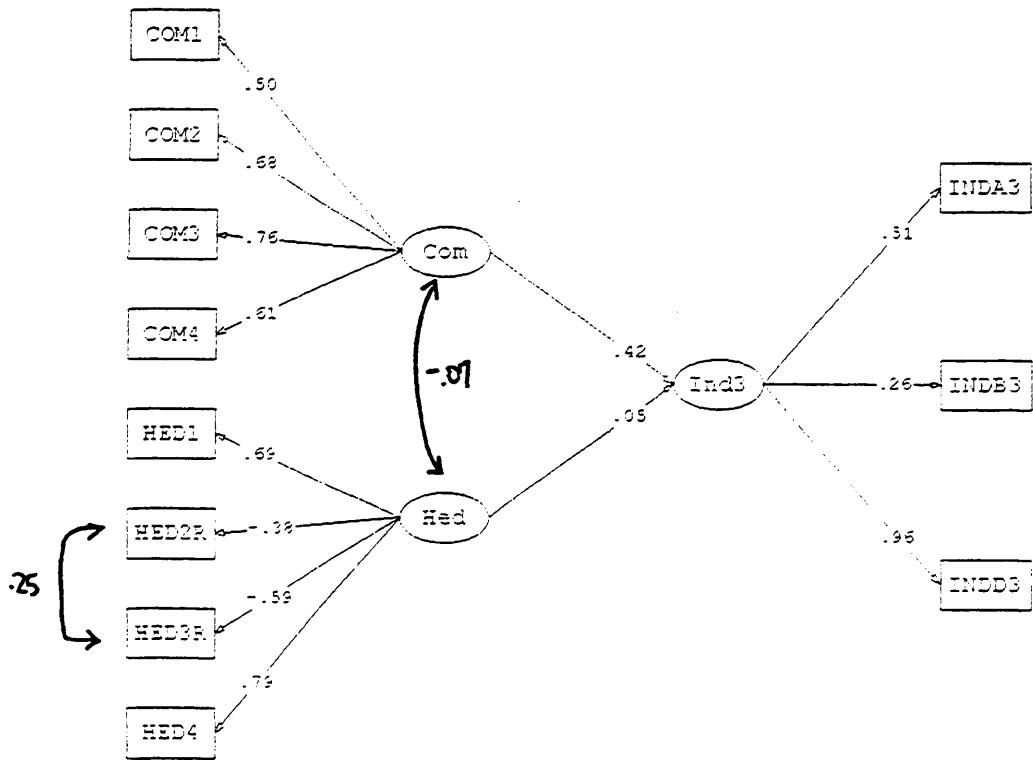 COM1
.50
COM2
.68
INDA3
COM3
.76
Com
.51
COM4
.61
.42
-.07
Ind3
.26
INDB3
.05
HED1
.69
HED2R
-.38
Hed
.96
.25
-.59
INDD3
HED3R
.79
HED4